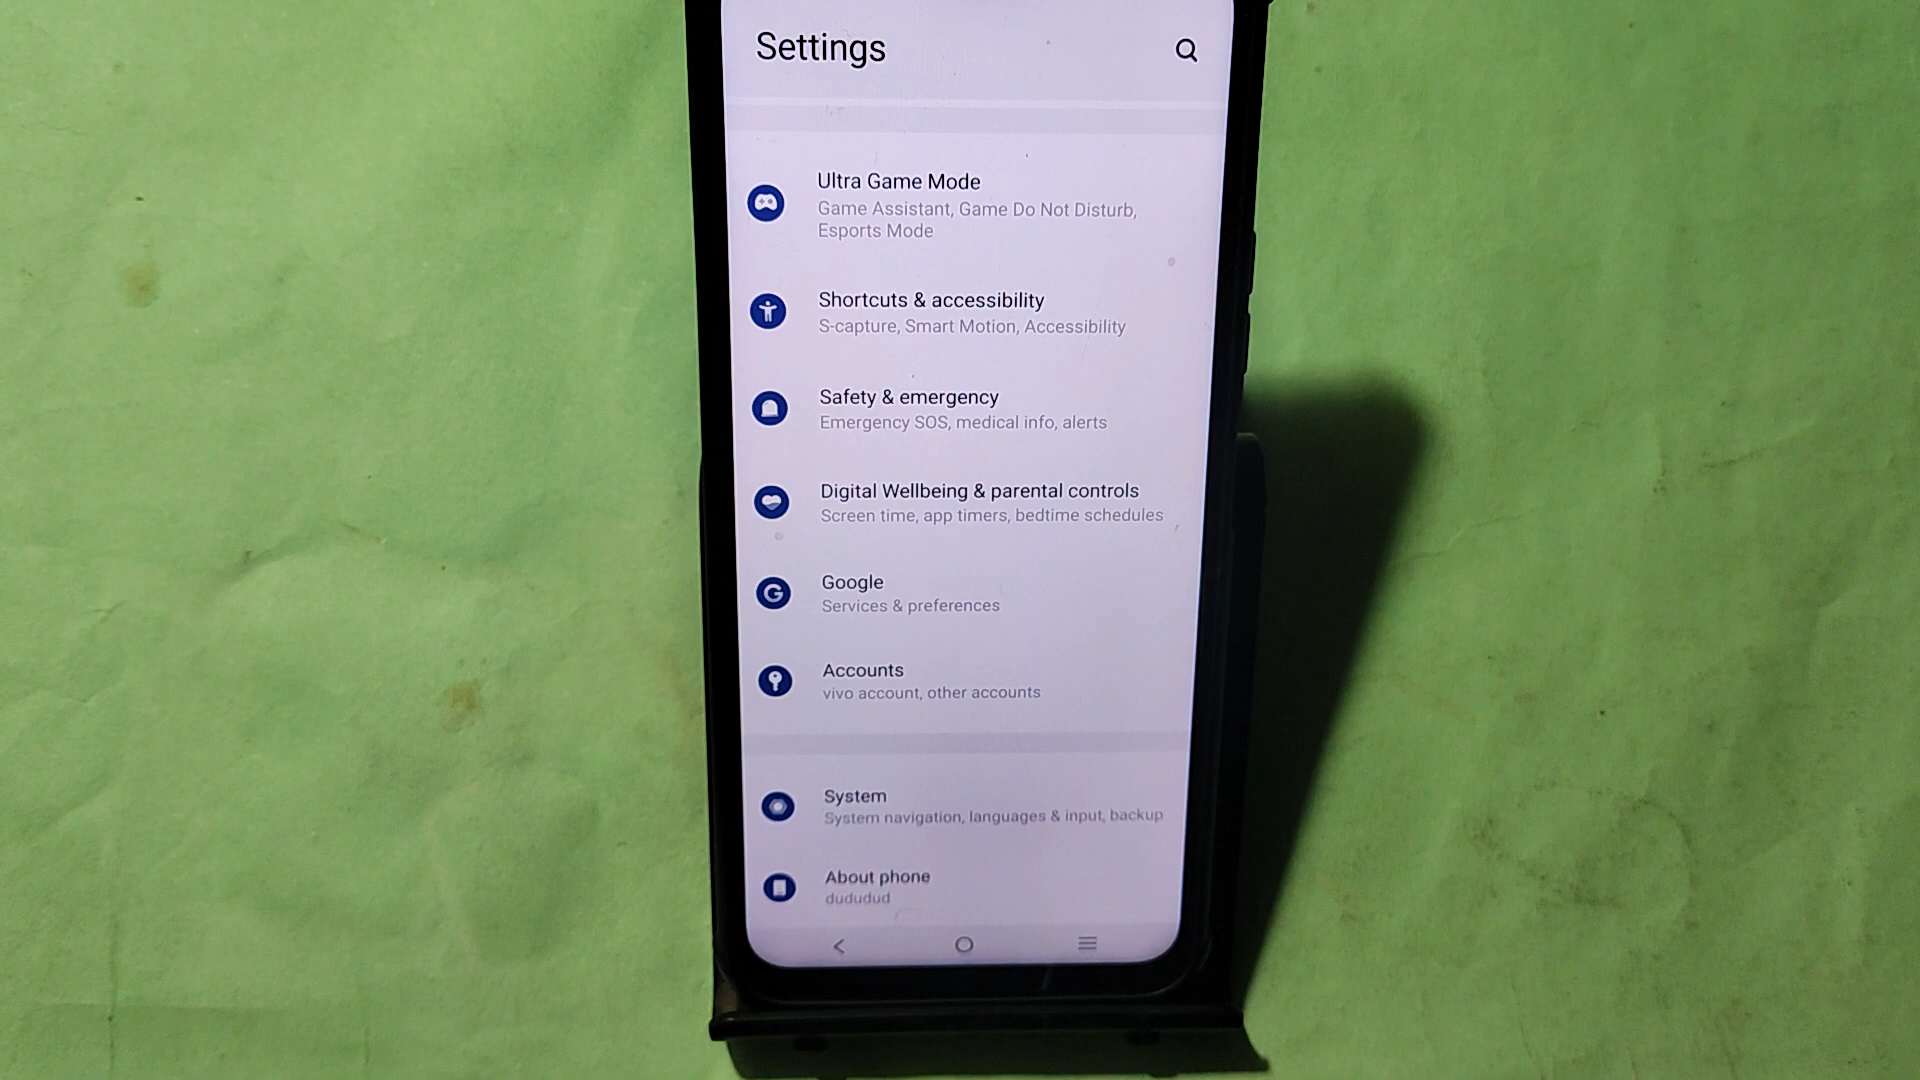 Settings
Ultra Game Mode
Game Assistant, Game Do Not Disturb,
Esports Mode
Shortcuts & accessibility
S-capture, Smart Motion, Accessibility
Safety & emergency
Emergency SOS, medical info, alerts
Digital Wellbeing & parental controls
Screen time, app timers, bedtime schedules
Google
Services & preferences
Accounts
vivo account, other accounts
System
System navigation, languages & input, backup
About phone
dududud